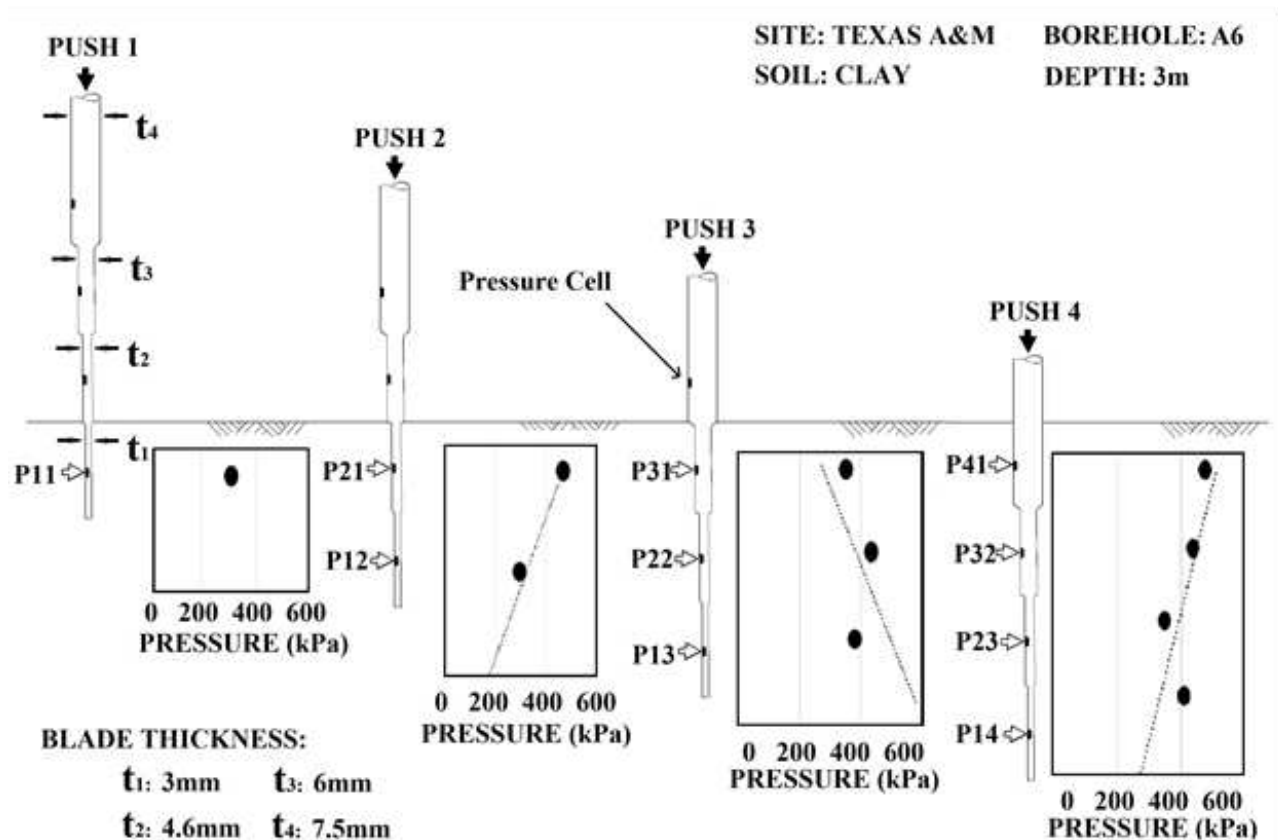 PUSH 1
SITE: TEXAS A&M BOREHOLE: A6
SOIL: CLAY DEPTH: 3m
t4
PUSH 2
PUSH 3
t3
Pressure Cell
PUSH 4
t2
t1
P11
P21
P31
P41
P12
P22
P32
P13
P23
P14
0 200 400 600
PRESSURE (kPa)
0 200 400 600
PRESSURE (kPa)
0 200 400 600
PRESSURE (kPa)
0 200 400 600
PRESSURE (kPa)
BLADE THICKNESS:
t1: 3mm t3: 6mm
t2: 4.6mm t4: 7.5mm